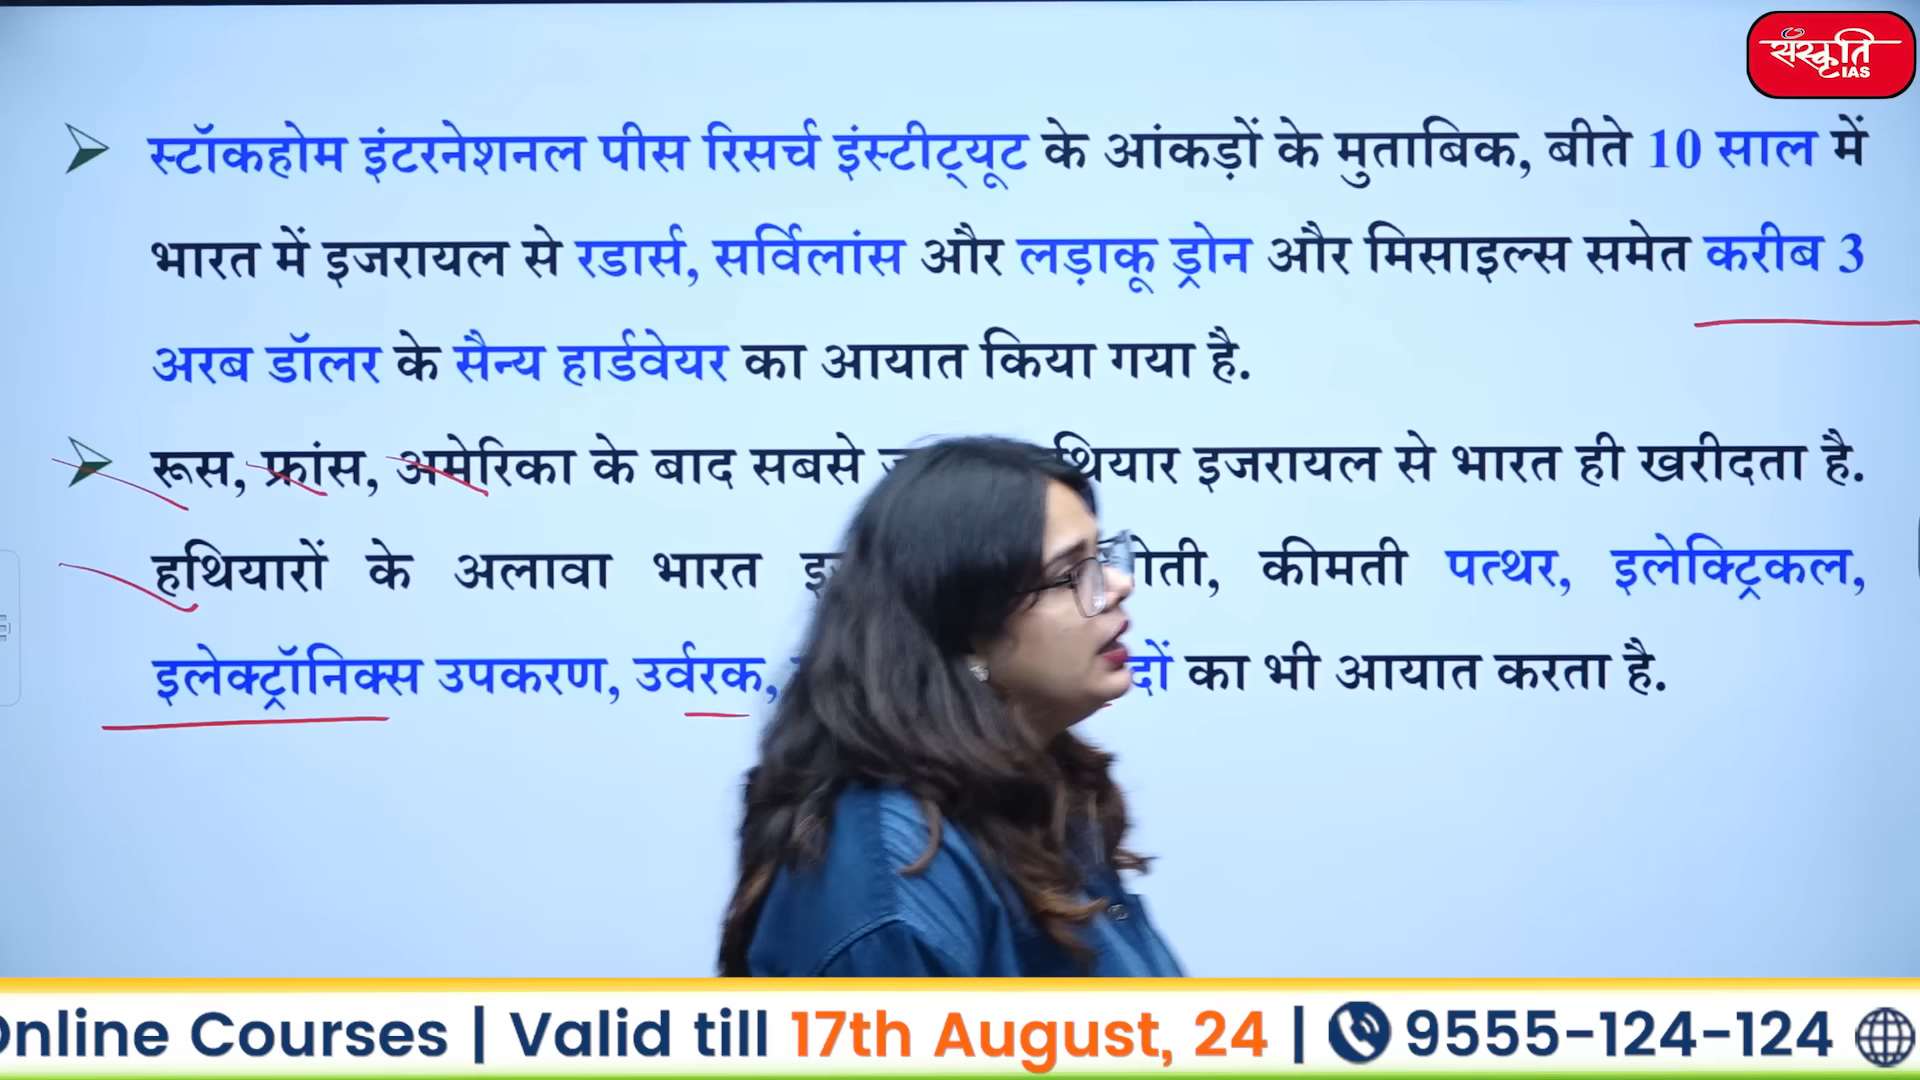 संस्कृति
IAS
स्टॉकहोम इंटरनेशनल पीस रिसर्च इंस्टीट्यूट के आंकड़ों के मुताबिक, बीते 10 साल में
भारत में इजरायल से रडार्स, सर्विलांस और लड़ाकू ड्रोन और मिसाइल्स समेत करीब 3
अरब डॉलर के सैन्य हार्डवेयर का आयात किया गया है.
रूस, फ्रांस, अमेरिका के बाद सबसे इजरायल से भारत ही खरीदता है.
हथियारों के अलावा भारत कीमती पत्थर, इलेक्ट्रिकल,
इलेक्ट्रॉनिक्स उपकरण, उर्वरक, का भी आयात करता है.
Courses | Valid till 17th August, 24 | 9555-124-124